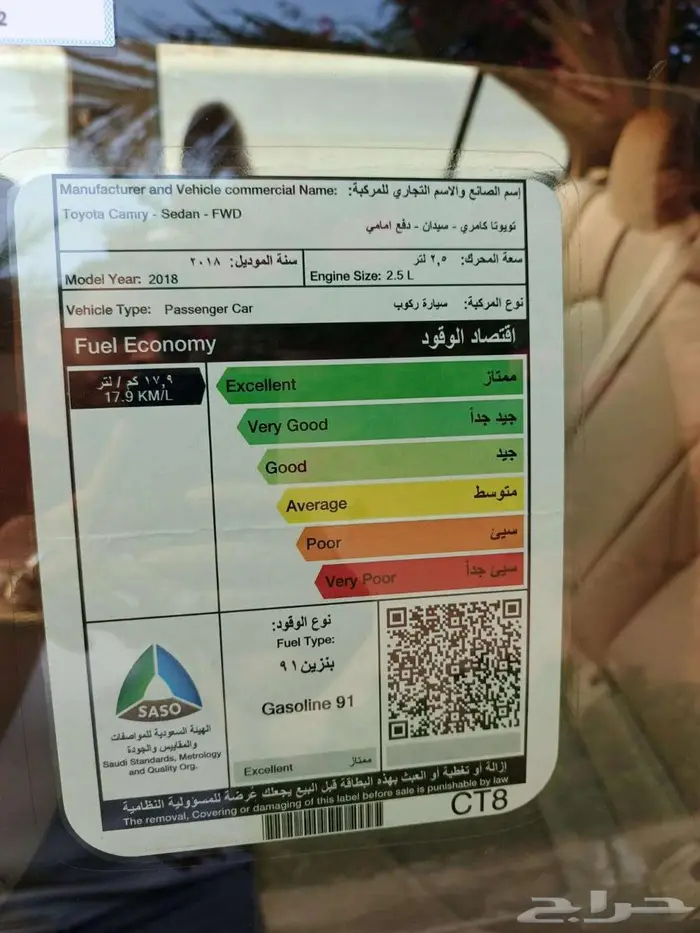 2
Manufacturer and Vehicle commercial Name: إسم الصانع والاسم التجاري للمركبة:
Toyota Camry - Sedan - FWD
تويوتا كامري - سيدان - دفع امامي
سنة الموديل: ٢٠١٨
Model Year: 2018
سعة المحرك: ٢,٥ لتر
Engine Size: 2.5 L
Vehicle Type: Passenger Car نوع المركبة: سيارة ركوب
Fuel Economy اقتصاد الوقود
١٧,٩ كم / لتر
17.9 KM/L
Excellent ممتاز
Very Good جيد جداً
Good جيد
Average متوسط
Poor سيئ
Very Poor سيئ جداً
SASO
الهيئة السعودية للمواصفات
والمقاييس والجودة
Saudi Standards, Metrology
and Quality Org.
نوع الوقود:
Fuel Type:
بنزين ٩١
Gasoline 91
Excellent ممتاز
إزالة أو تغطية أو العبث بهذه البطاقة قبل البيع يجعلك عرضة للمسؤولية النظامية
The removal, Covering or damaging of this label before sale is punishable by law
CT8
حراج